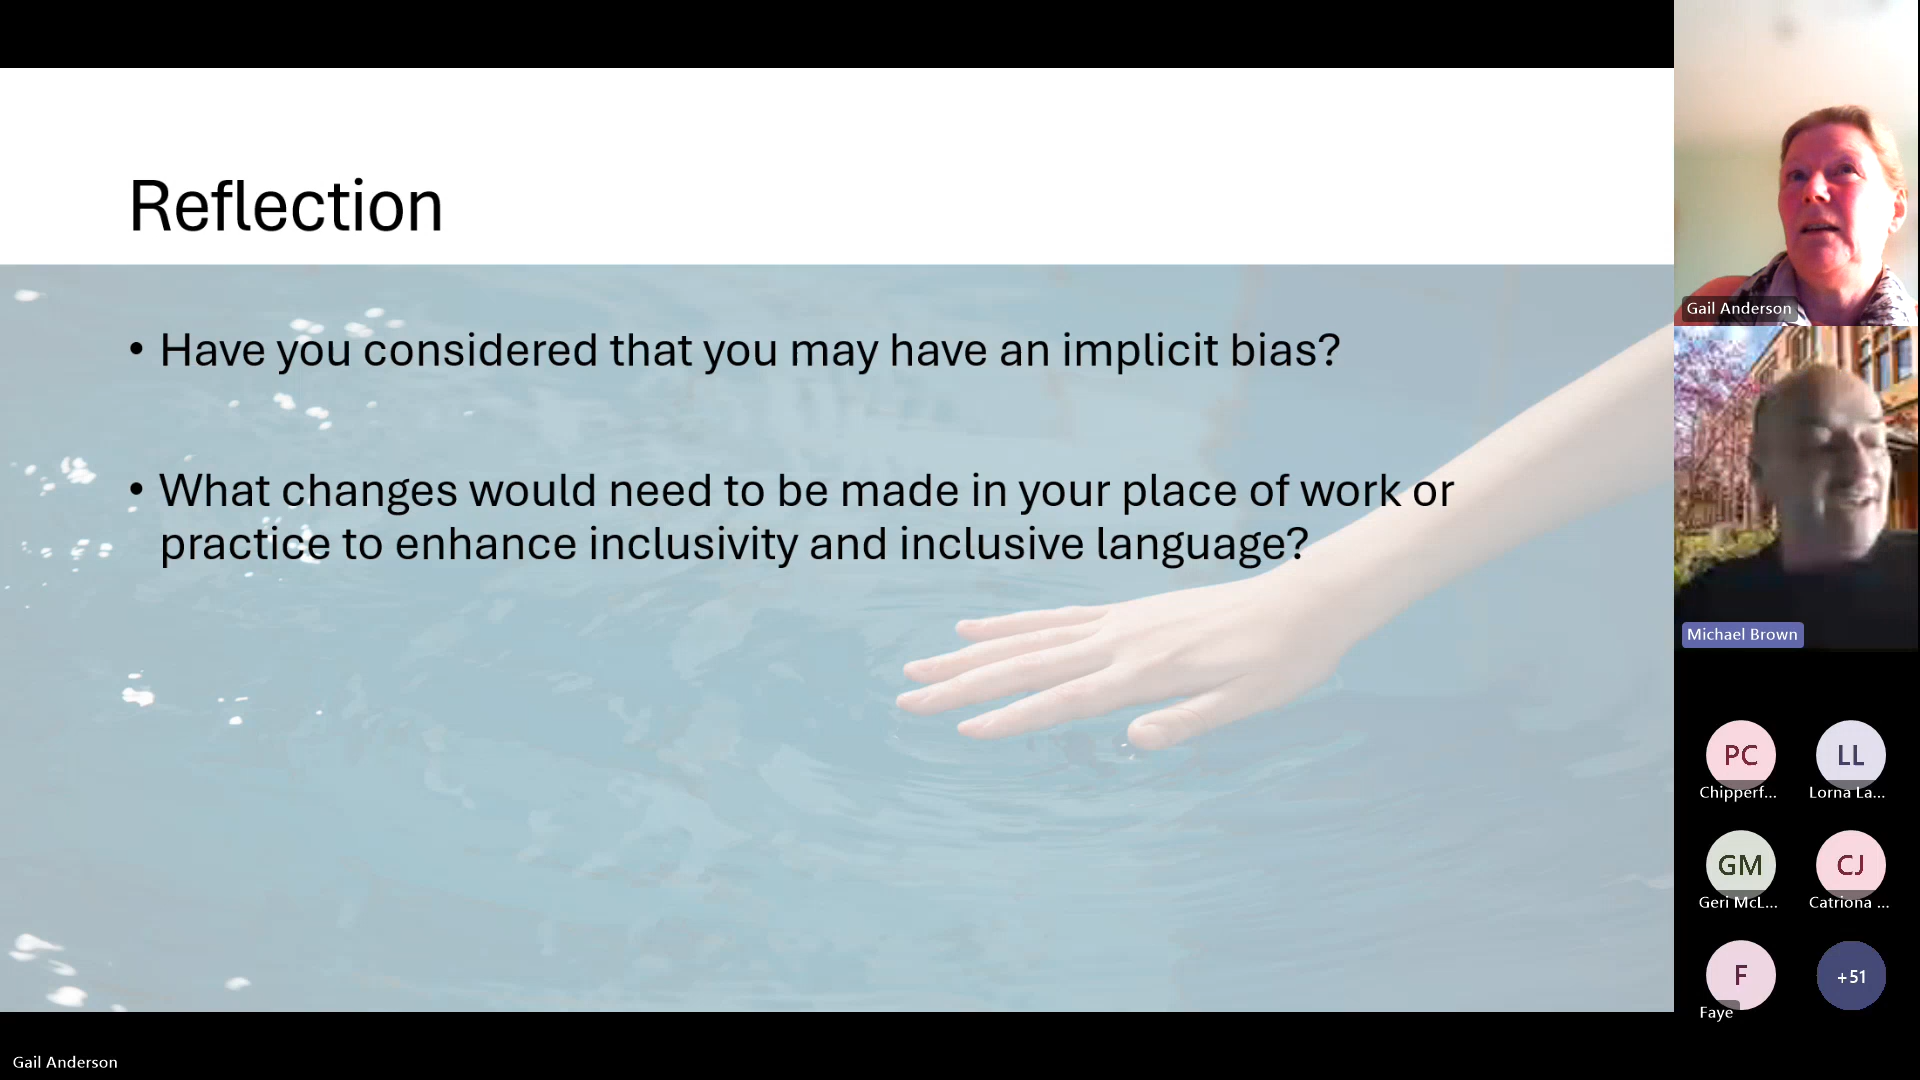 Reflection
• Have you considered that you may have an implicit bias?
• What changes would need to be made in your place of work or
practice to enhance inclusivity and inclusive language?
Gail Anderson
Michael Brown
PC
Chipperf...
LL
Lorna La...
GM
Geri McL...
CJ
Catriona ...
F
Faye
+51
Gail Anderson